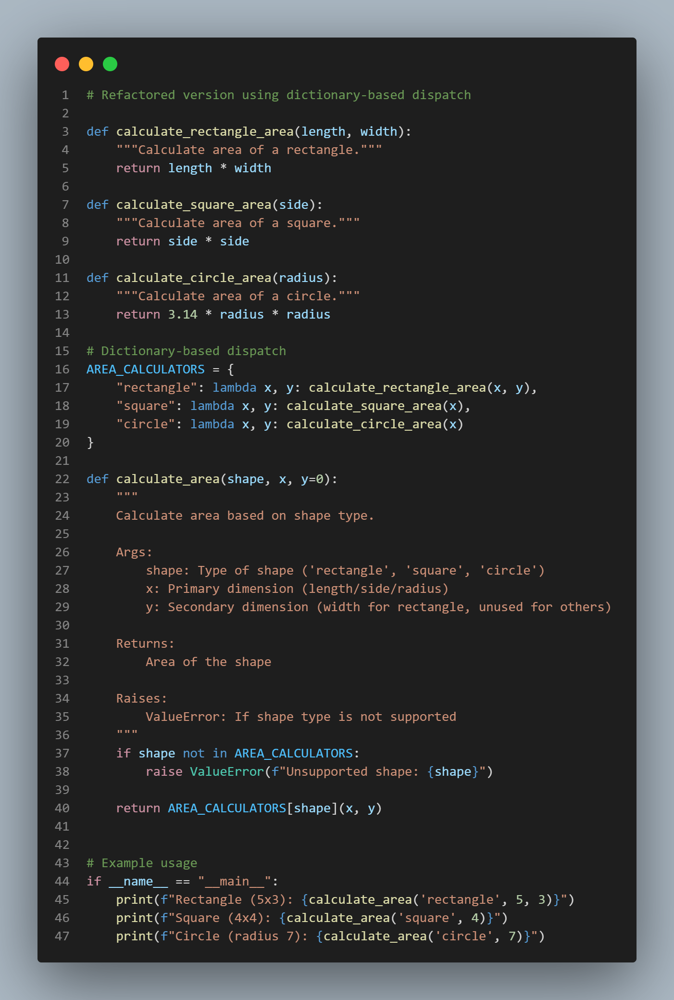 1 # Refactored version using dictionary-based dispatch
2
3 def calculate_rectangle_area(length, width):
4     """Calculate area of a rectangle."""
5     return length * width
6
7 def calculate_square_area(side):
8     """Calculate area of a square."""
9     return side * side
10
11 def calculate_circle_area(radius):
12     """Calculate area of a circle."""
13     return 3.14 * radius * radius
14
15 # Dictionary-based dispatch
16 AREA_CALCULATORS = {
17     "rectangle": lambda x, y: calculate_rectangle_area(x, y),
18     "square": lambda x, y: calculate_square_area(x),
19     "circle": lambda x, y: calculate_circle_area(x)
20 }
21
22 def calculate_area(shape, x, y=0):
23     """
24     Calculate area based on shape type.
25
26     Args:
27         shape: Type of shape ('rectangle', 'square', 'circle')
28         x: Primary dimension (length/side/radius)
29         y: Secondary dimension (width for rectangle, unused for others)
30
31     Returns:
32         Area of the shape
33
34     Raises:
35         ValueError: If shape type is not supported
36     """
37     if shape not in AREA_CALCULATORS:
38         raise ValueError(f"Unsupported shape: {shape}")
39
40     return AREA_CALCULATORS[shape](x, y)
41
42
43 # Example usage
44 if __name__ == "__main__":
45     print(f"Rectangle (5x3): {calculate_area('rectangle', 5, 3)}")
46     print(f"Square (4x4): {calculate_area('square', 4)}")
47     print(f"Circle (radius 7): {calculate_area('circle', 7)}")